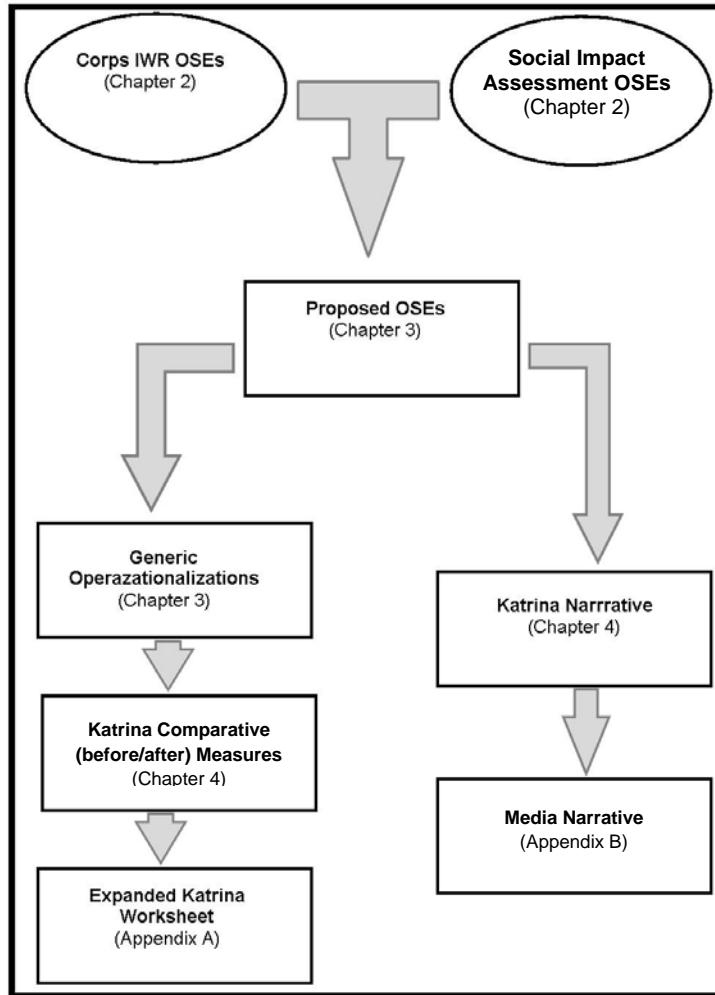 Corps IWR OSEs
(Chapter 2)
Social Impact
Assessment OSEs
(Chapter 2)
Proposed OSEs
(Chapter 3)
Generic
Operazationalizations
(Chapter 3)
Katrina Comparative
(before/after) Measures
(Chapter 4)
Expanded Katrina
Worksheet
(Appendix A)
Katrina Narrrative
(Chapter 4)
Media Narrative
(Appendix B)